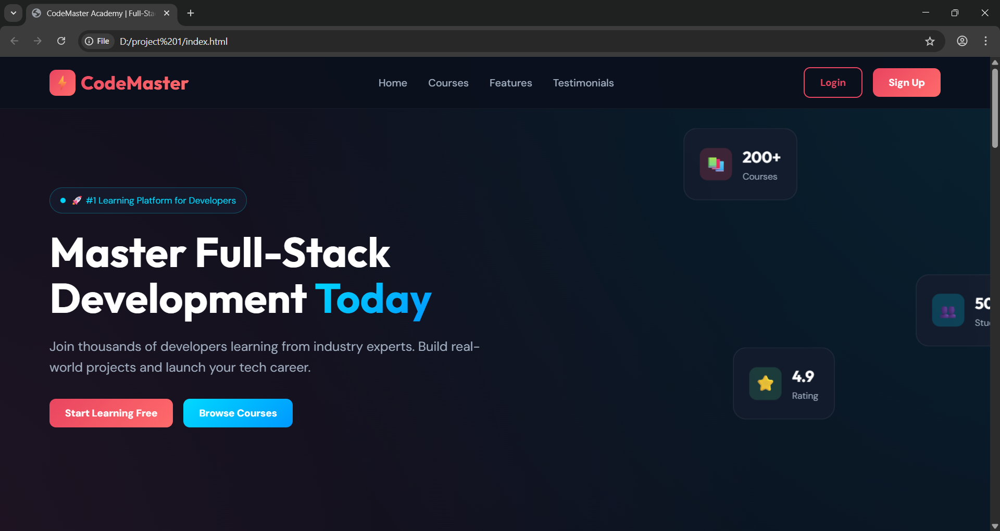 CodeMaster Academy | Full-Sta
File D:/project%201/index.html
CodeMaster
Home Courses Features Testimonials
Login Sign Up
200+
Courses
🚀 #1 Learning Platform for Developers
Master Full-Stack
Development Today
50
Stu
Join thousands of developers learning from industry experts. Build real-
world projects and launch your tech career.
4.9
Rating
Start Learning Free Browse Courses